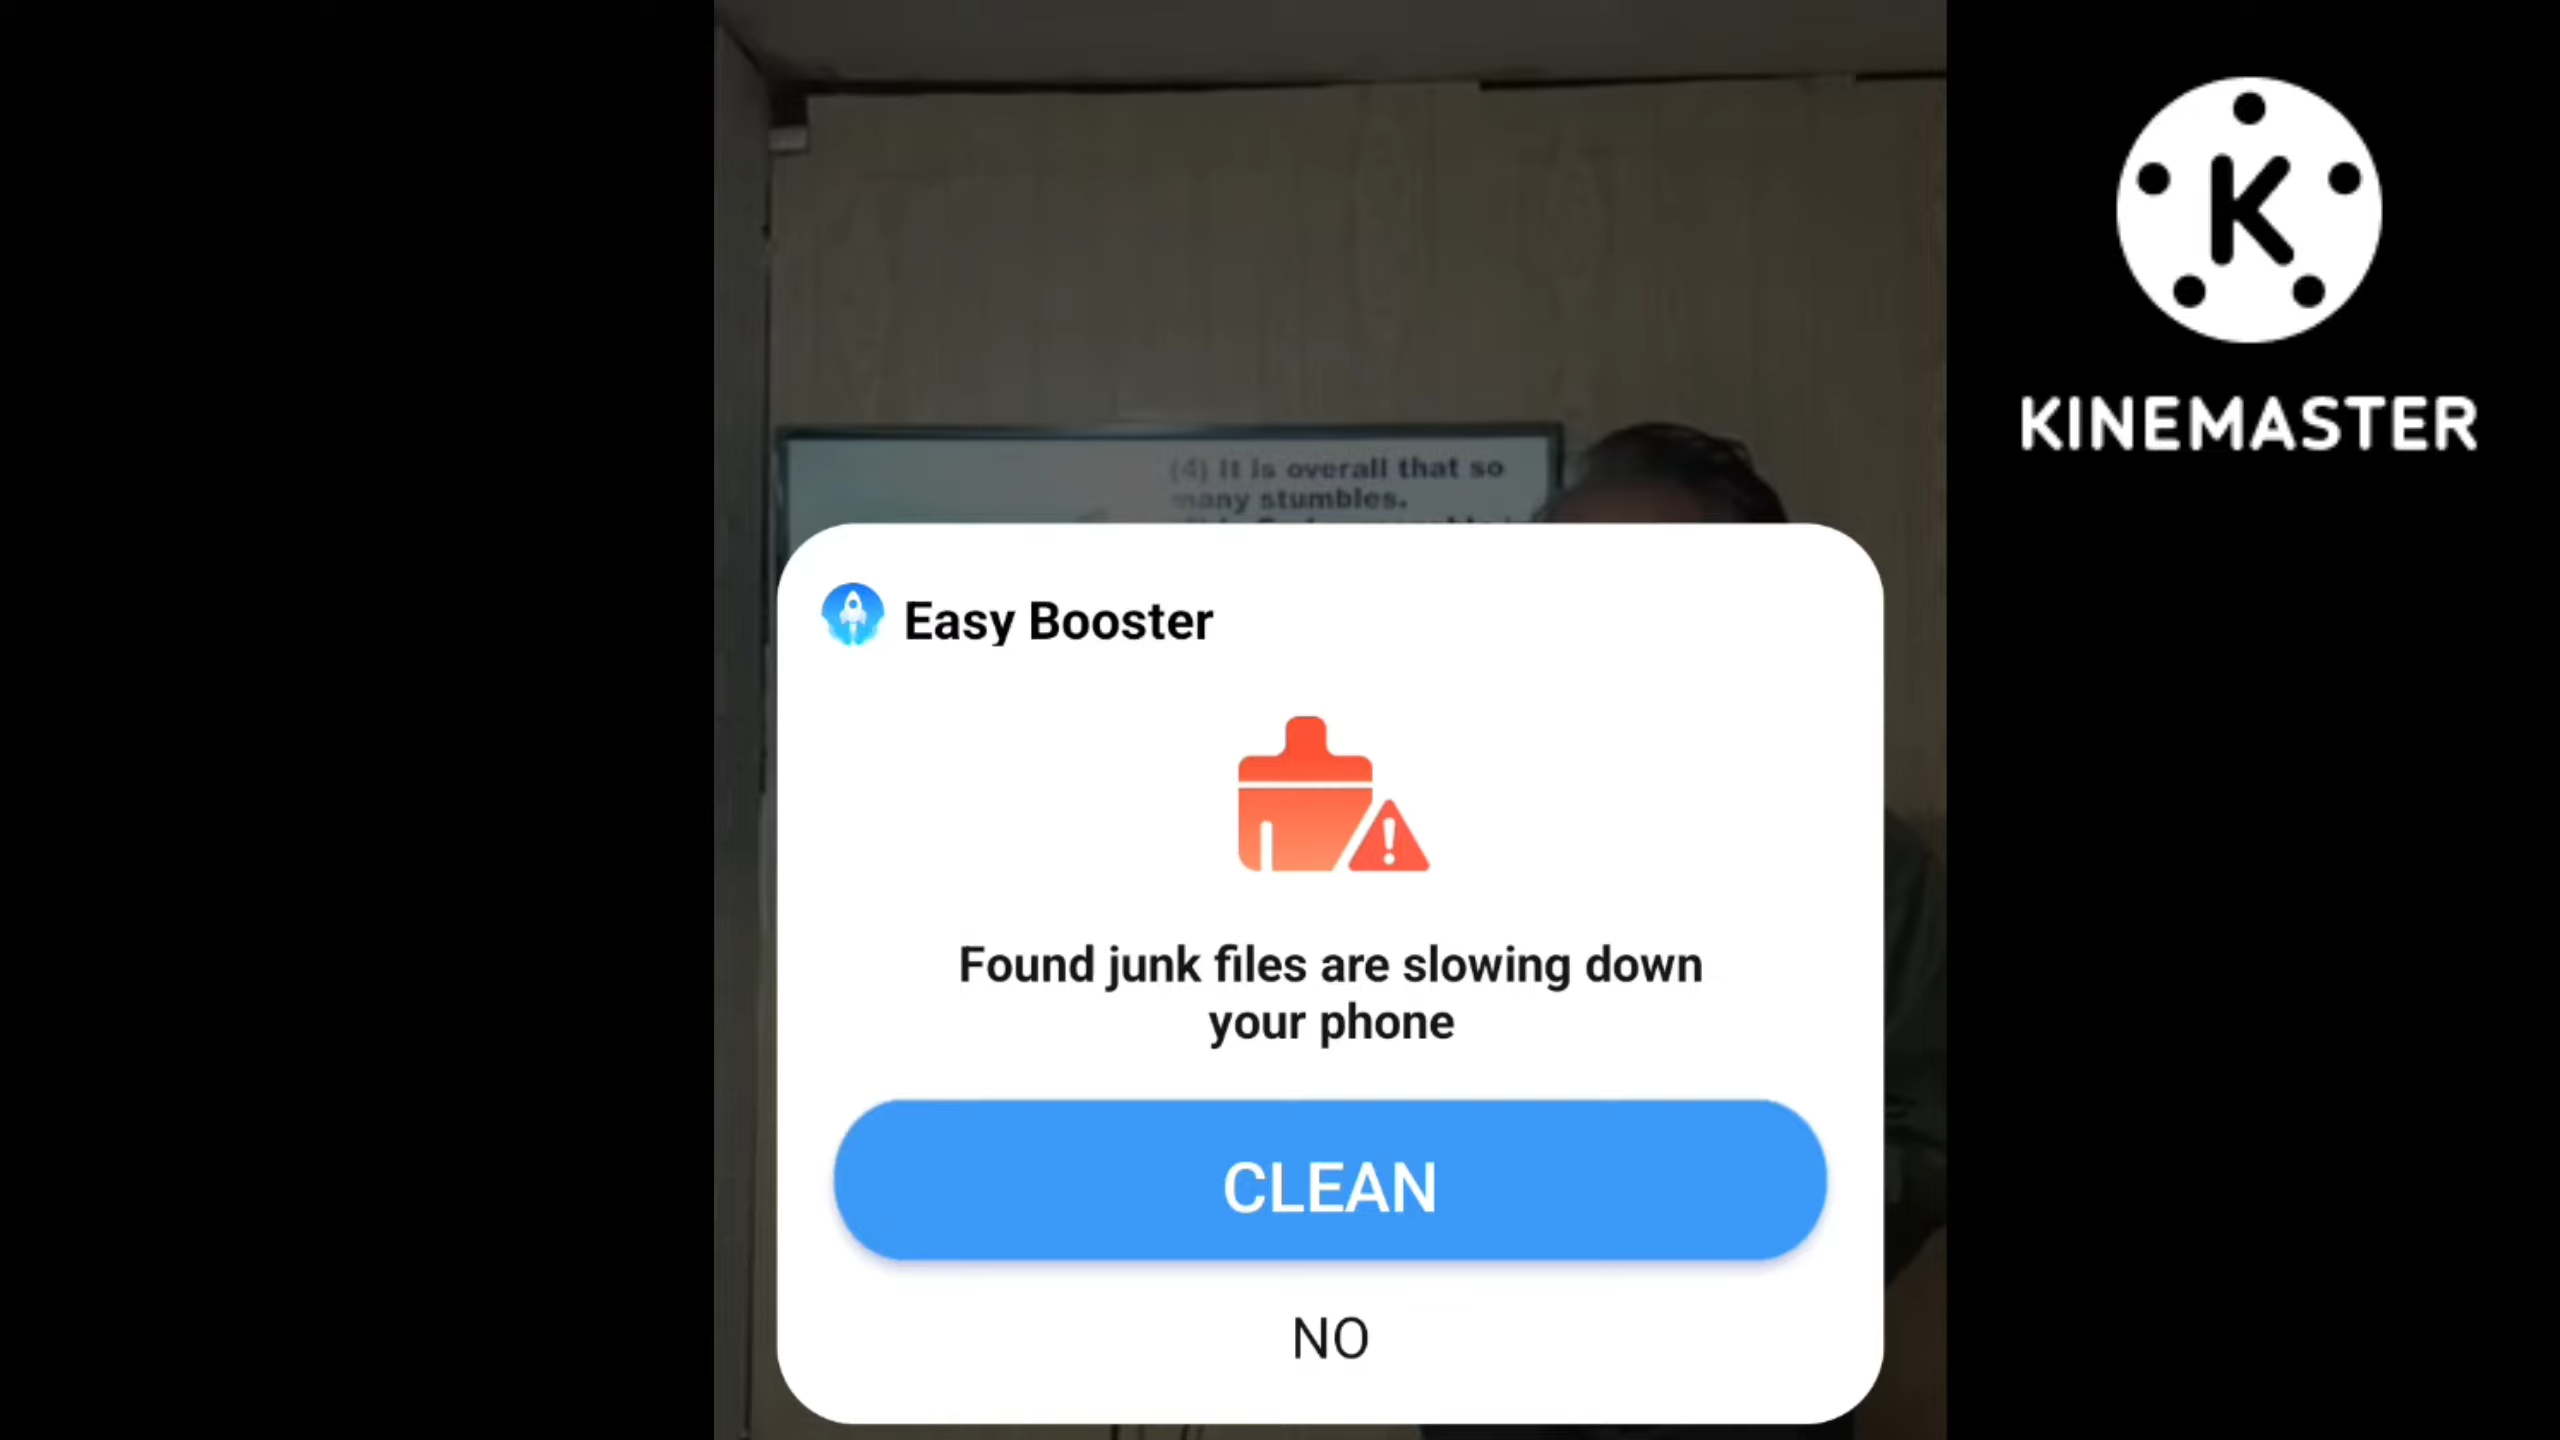 K
KINEMASTER
(4) It is overall that so
many stumbles.
Easy Booster
Found junk files are slowing down
your phone
CLEAN
NO